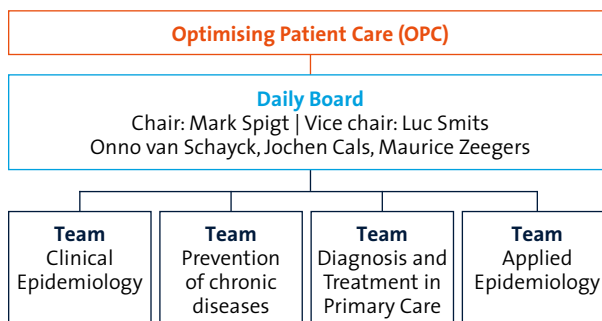 Optimising Patient Care (OPC)
Daily Board
Chair: Mark Spigt | Vice chair: Luc Smits
Onno van Schayck, Jochen Cals, Maurice Zeegers
Team
Clinical
Epidemiology
Team
Prevention
of chronic
diseases
Team
Diagnosis and
Treatment in
Primary Care
Team
Applied
Epidemiology